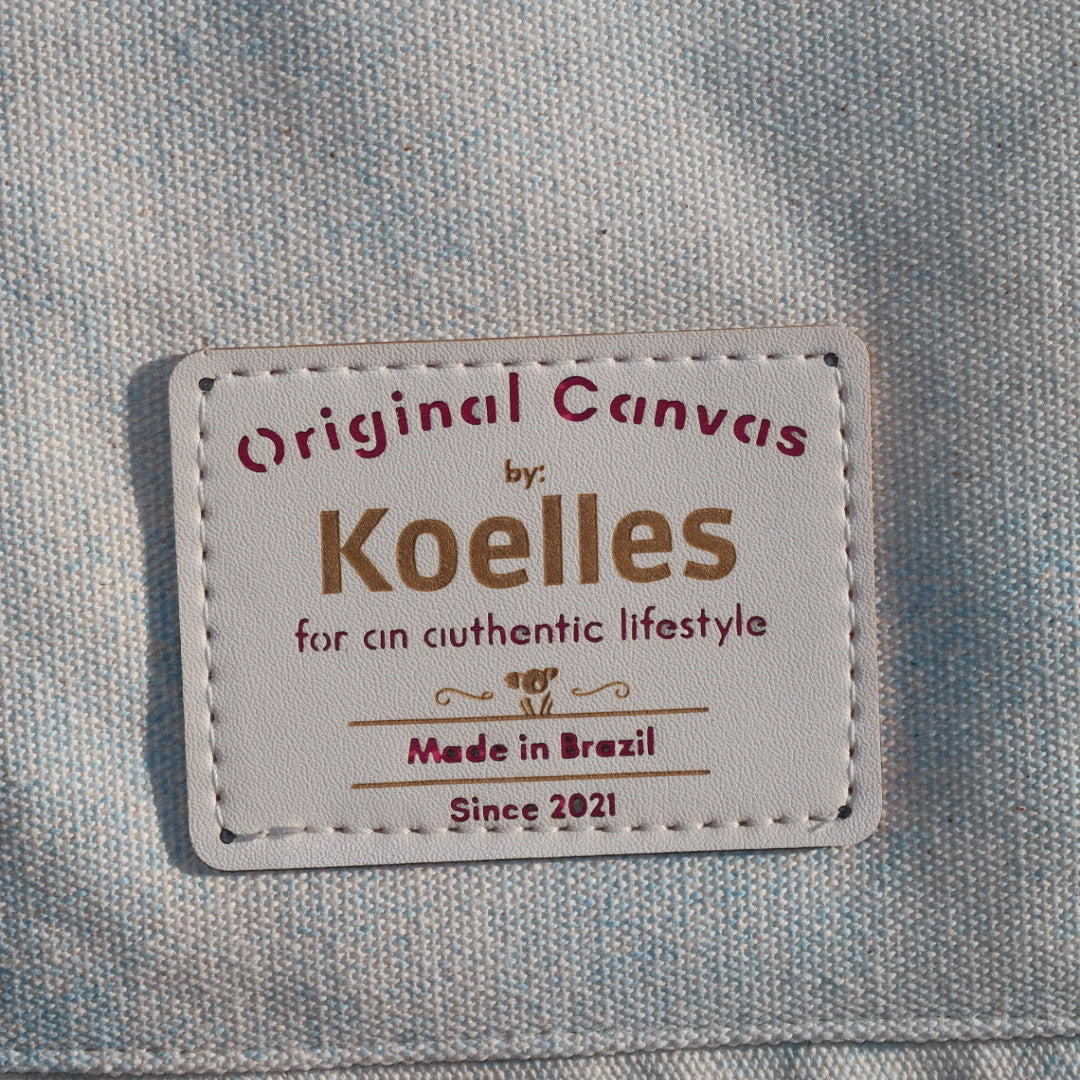 Original Canvas
by:
Koelles
for an authentic lifestyle
Made in Brazil
Since 2021